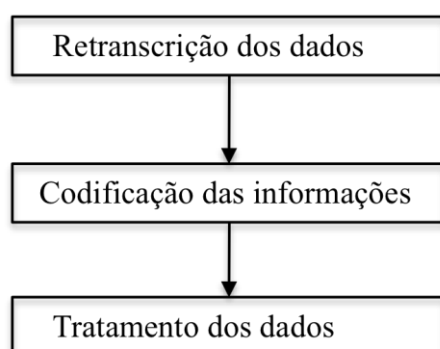 Retranscrição dos dados
Codificação das informações
Tratamento dos dados